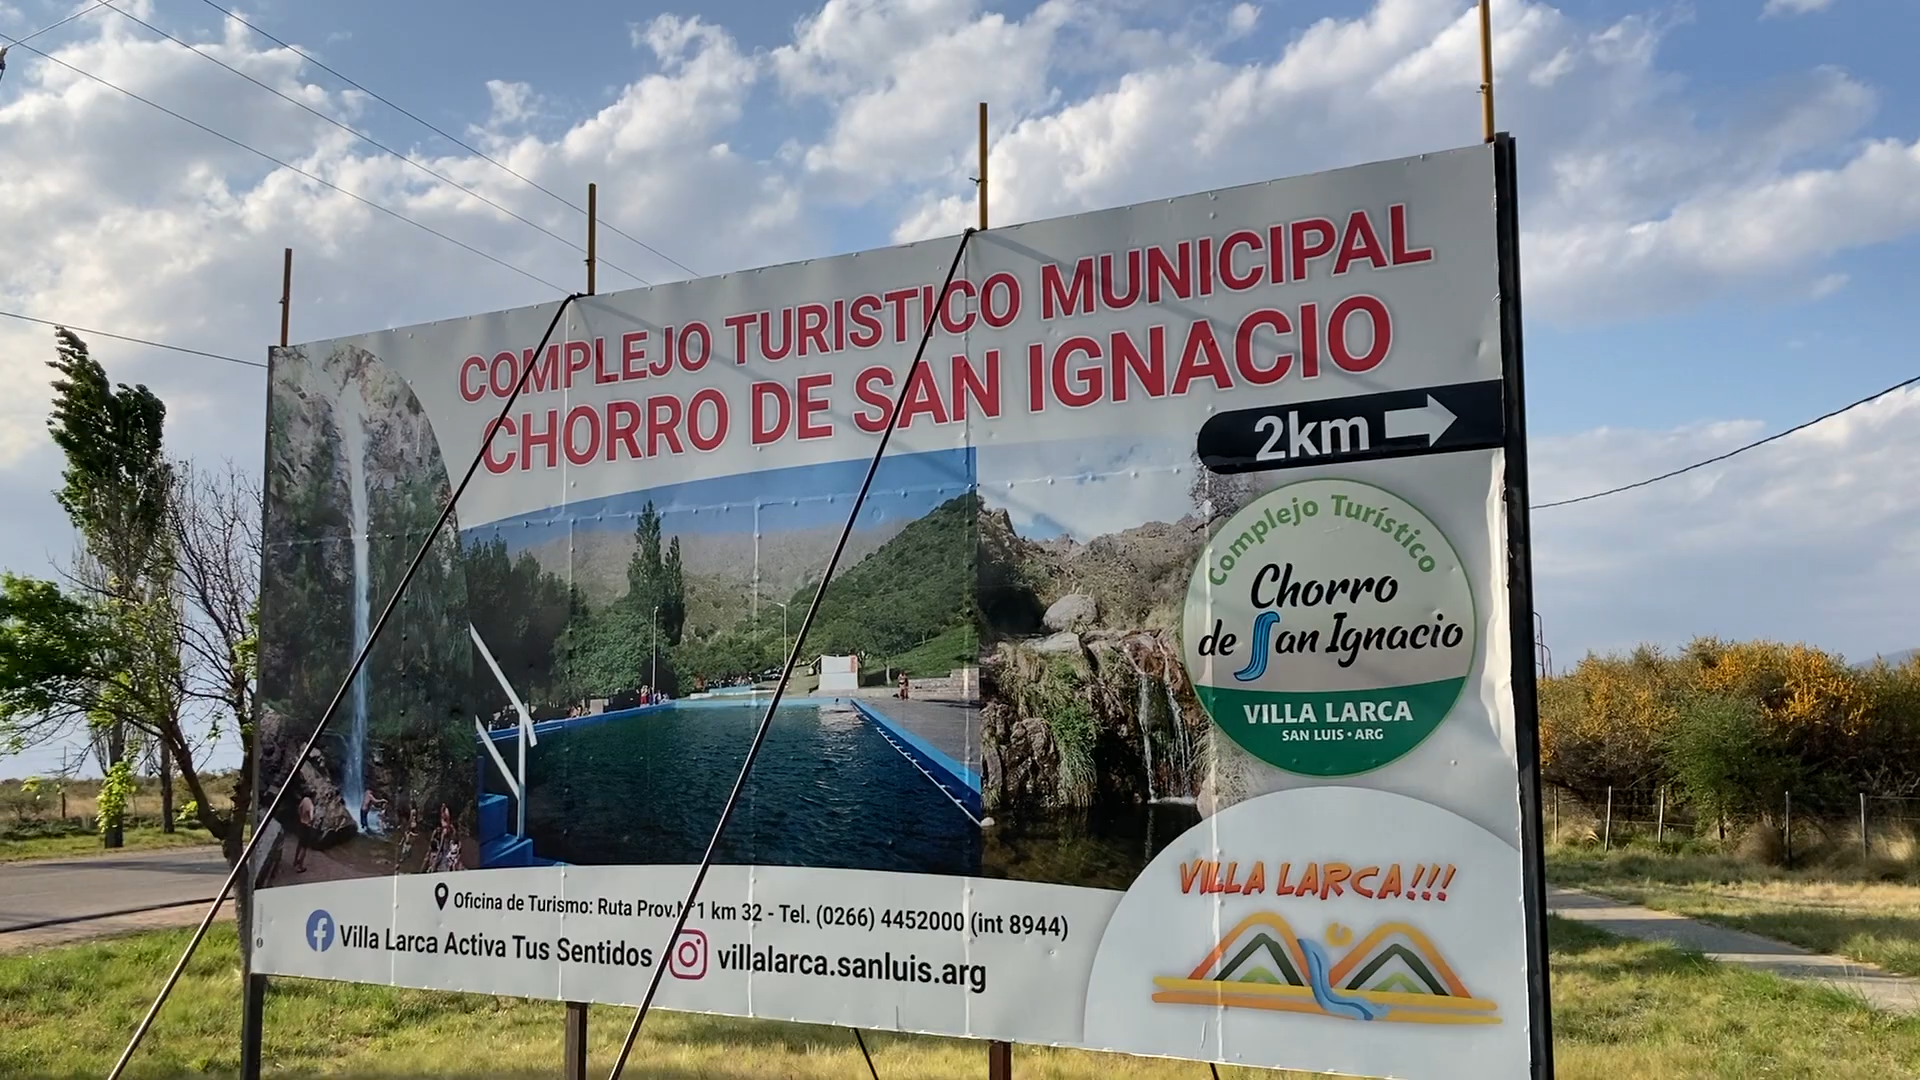 COMPLEJO TURISTICO MUNICIPAL
CHORRO DE SAN IGNACIO
2km
Complejo Turístico
Chorro
de San Ignacio
VILLA LARCA
SAN LUIS • ARG
VILLA LARCA!!!
Oficina de Turismo: Ruta Prov.Nº1 km 32 - Tel. (0266) 4452000 (int 8944)
Villa Larca Activa Tus Sentidos villalarca.sanluis.arg